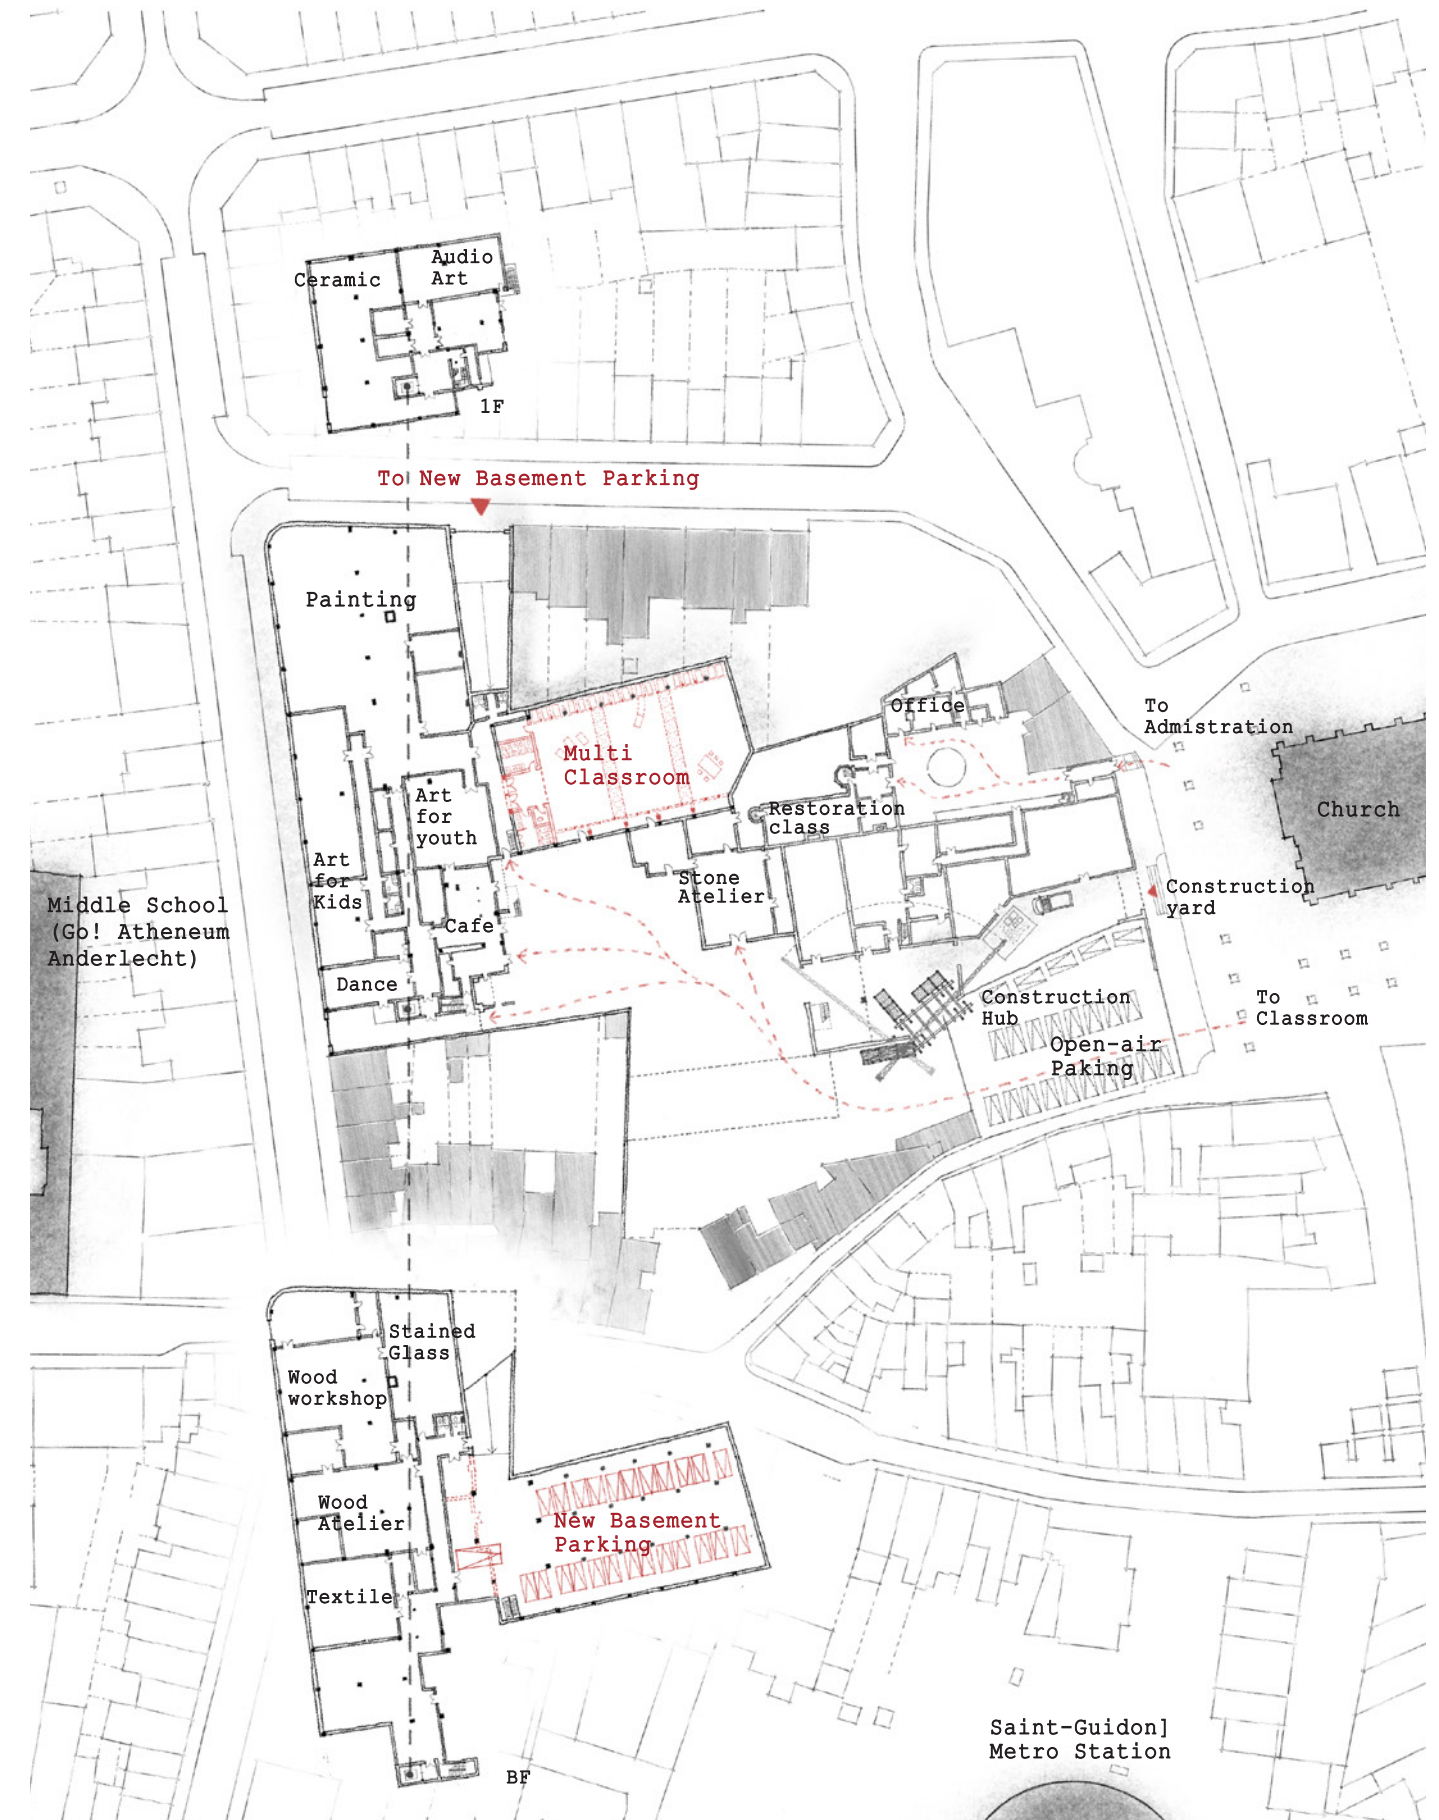 Audio
Art
Ceramic
1F
To New Basement Parking
Painting
Office
To
Admistration
Multi
Classroom
Art
for
youth
Restoration
class
Church
Art
for
Kids
Stone
Atelier
Construction
yard
Middle School
(Go! Atheneum
Anderlecht)
Cafe
Dance
Construction
Hub
To
Classroom
Open-air
Paking
Stained
Glass
Wood
workshop
Wood
Atelier
New Basement
Parking
Textile
Saint-Guidon]
Metro Station
BF